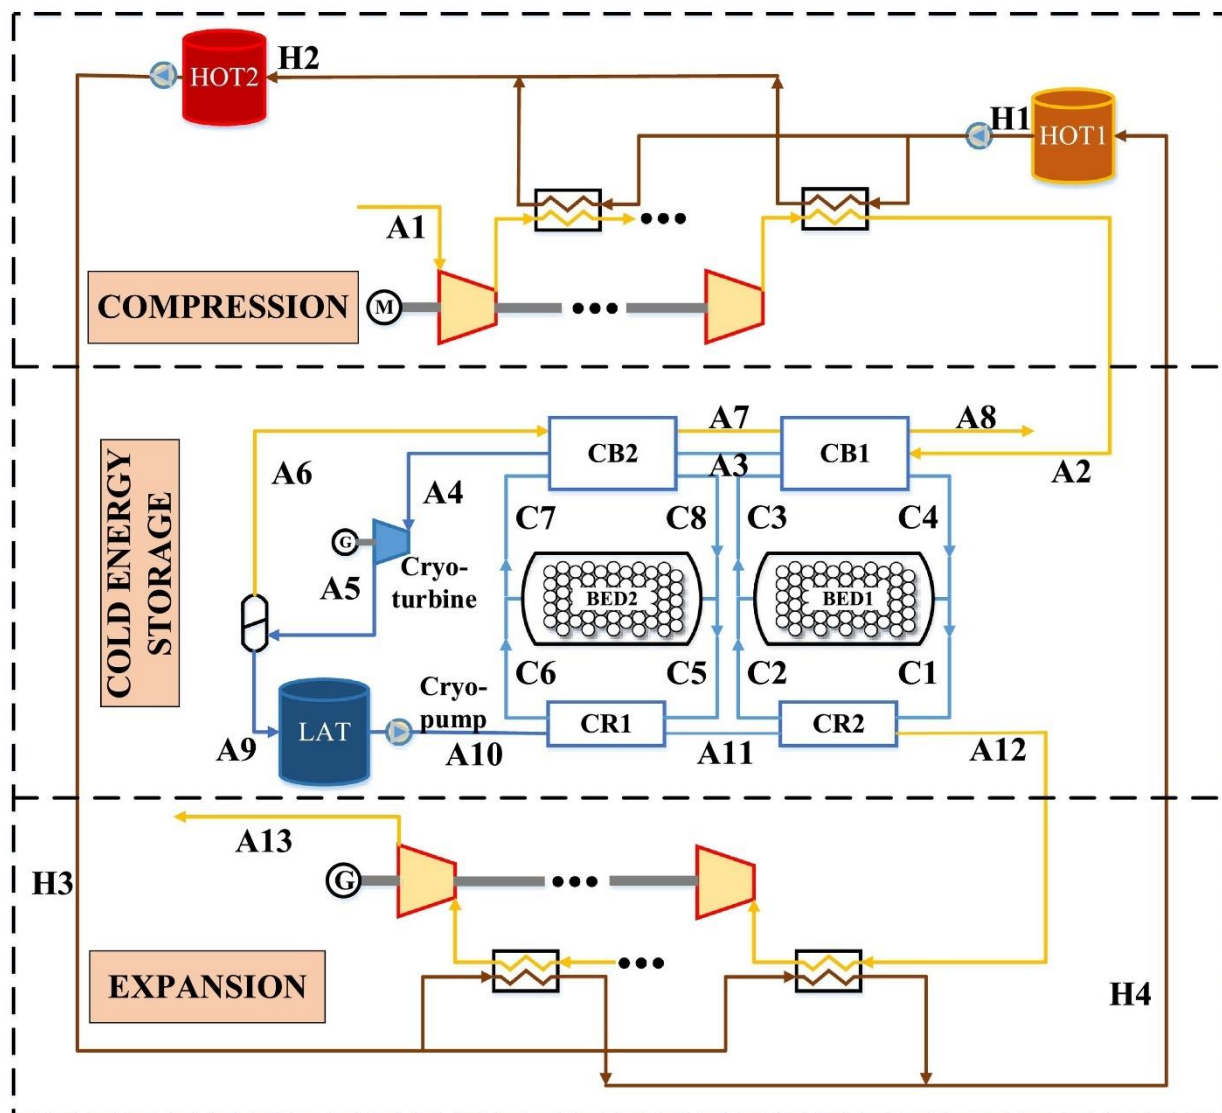 H2
HOT2
H1
HOT1
A1
COMPRESSION
M
A7
A8
CB2
CB1
A6
A3
A2
A4
C7
C8
C3
C4
G
Cryo-
turbine
A5
BED2
BED1
COLD ENERGY
STORAGE
C6
C5
C2
C1
Cryo-
pump
LAT
CR1
CR2
A9
A10
A11
A12
A13
H3
G
EXPANSION
H4